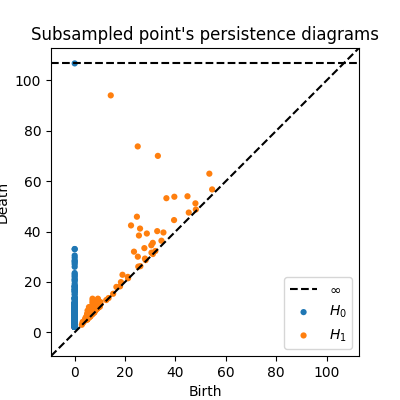 Subsampled point's persistence diagrams
100
80
60
40
20
0
Death
0 20 40 60 80 100
Birth
∞
H₀
H₁